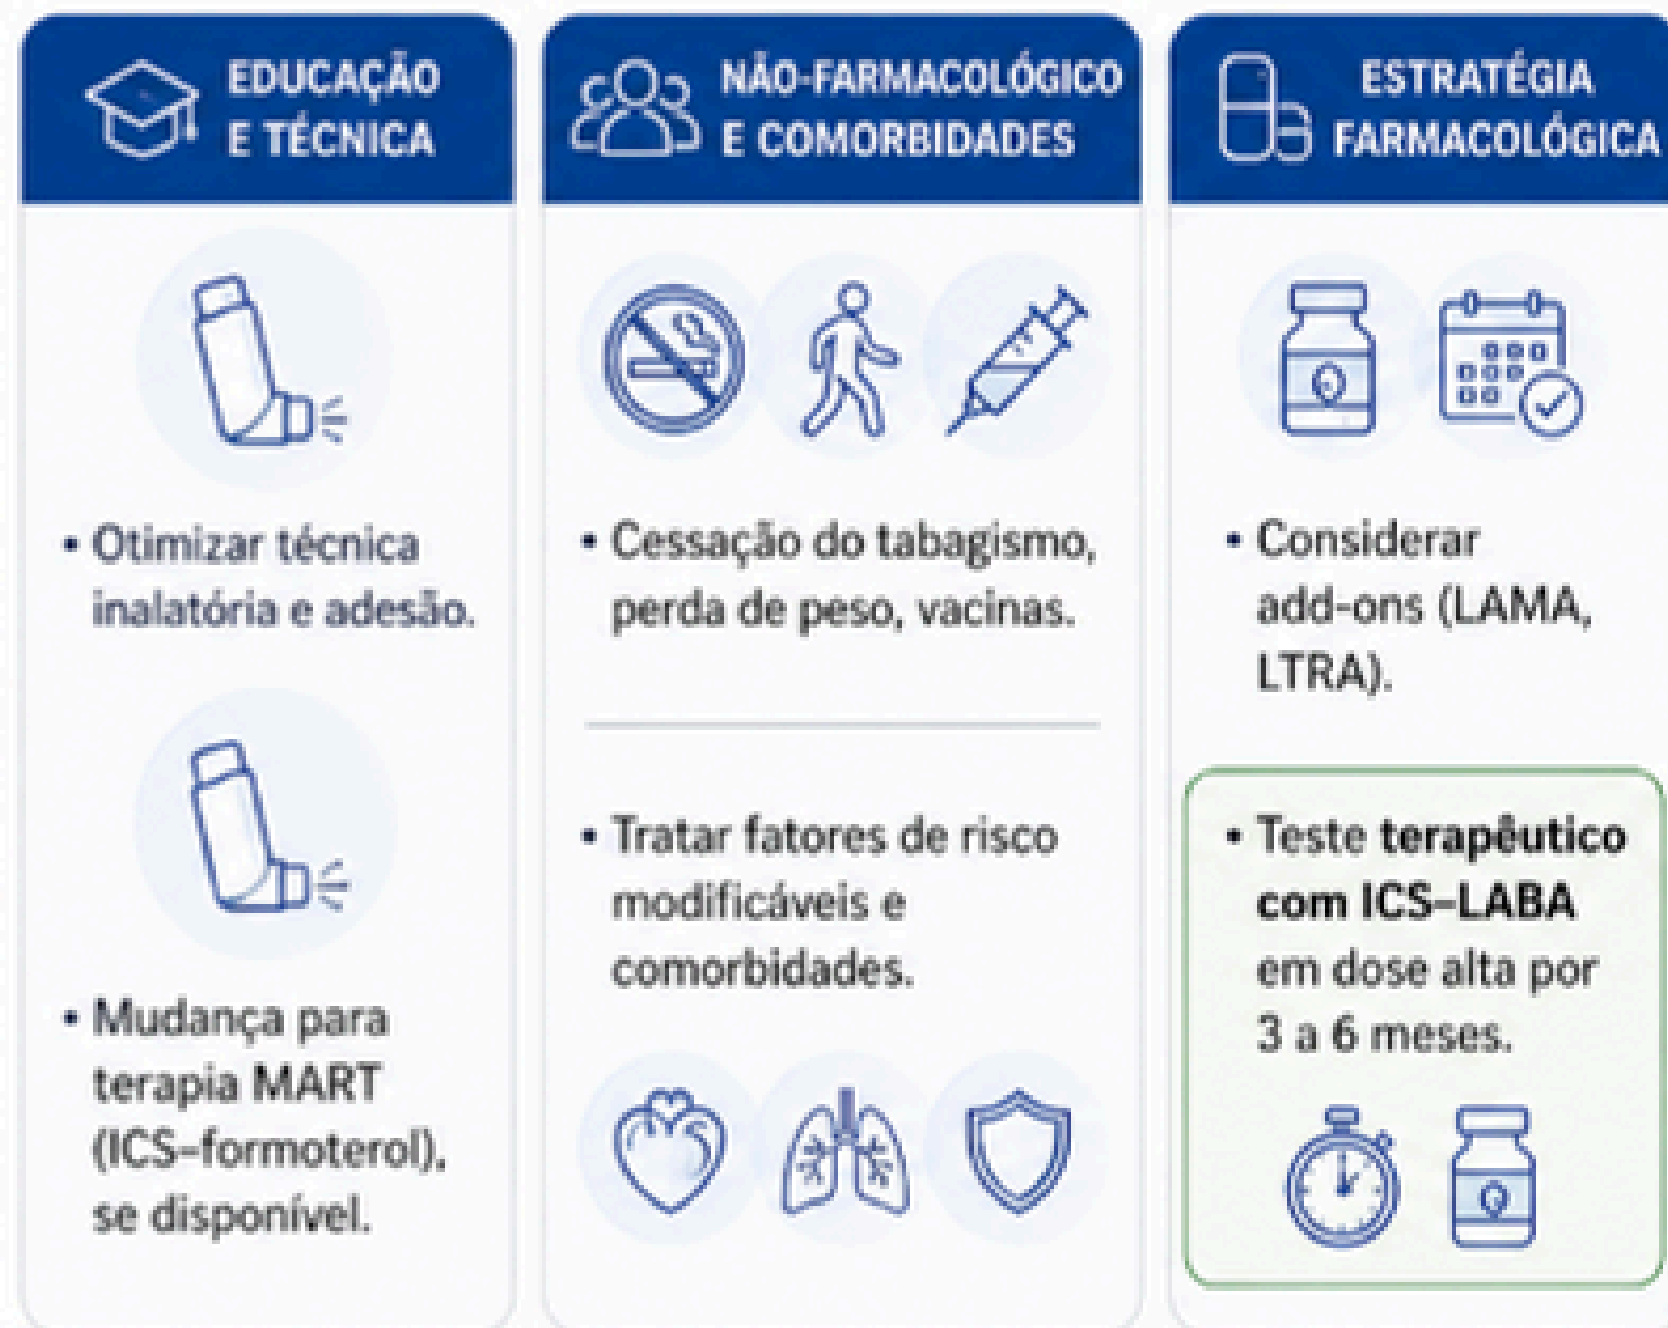 EDUCAÇÃO
E TÉCNICA
• Otimizar técnica
inalatória e adesão.
• Mudança para
terapia MART
(ICS–formoterol),
se disponível.
NÃO-FARMACOLÓGICO
E COMORBIDADES
• Cessação do tabagismo,
perda de peso, vacinas.
• Tratar fatores de risco
modificáveis e
comorbidades.
ESTRATÉGIA
FARMACOLÓGICA
• Considerar
add-ons (LAMA,
LTRA).
• Teste terapêutico
com ICS–LABA
em dose alta por
3 a 6 meses.